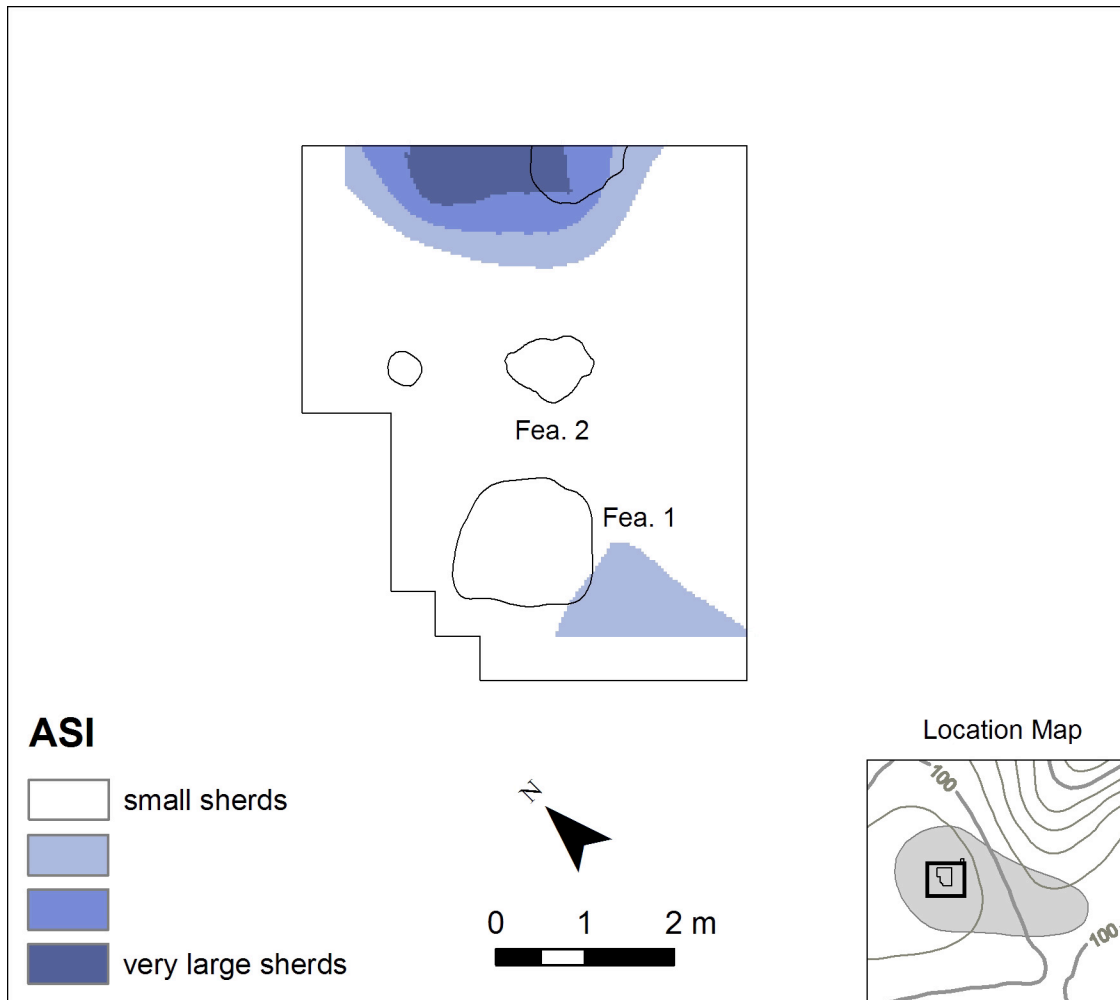 Fea. 2
Fea. 1
ASI
small sherds
very large sherds
N
0 1 2 m
Location Map
100
100